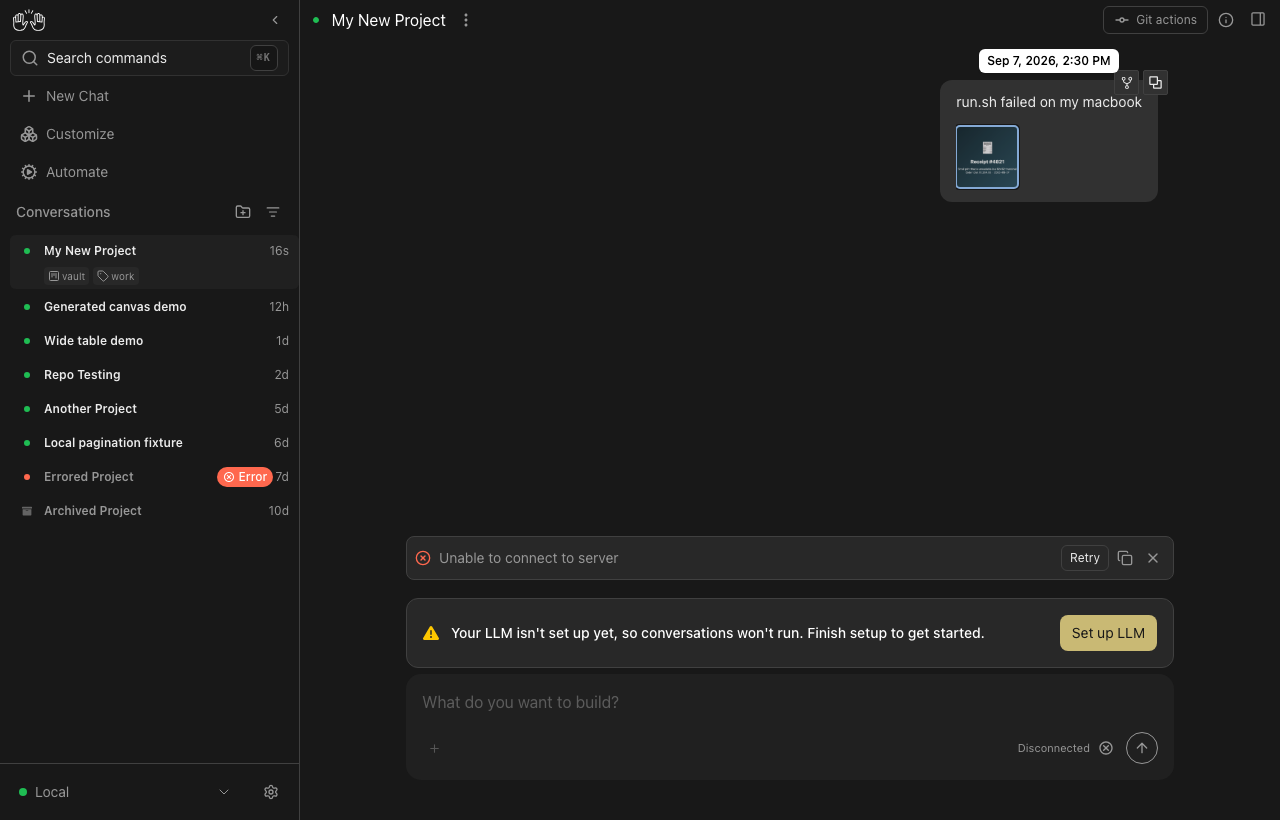 Search commands
⌘K
New Chat
Customize
Automate
Conversations
My New Project
16s
vault
work
Generated canvas demo
12h
Wide table demo
1d
Repo Testing
2d
Another Project
5d
Local pagination fixture
6d
Errored Project
Error
7d
Archived Project
10d
Local
My New Project
Git actions
Sep 7, 2026, 2:30 PM
run.sh failed on my macbook
Receipt #4821
Unable to connect to server
Retry
Your LLM isn't set up yet, so conversations won't run. Finish setup to get started.
Set up LLM
What do you want to build?
Disconnected